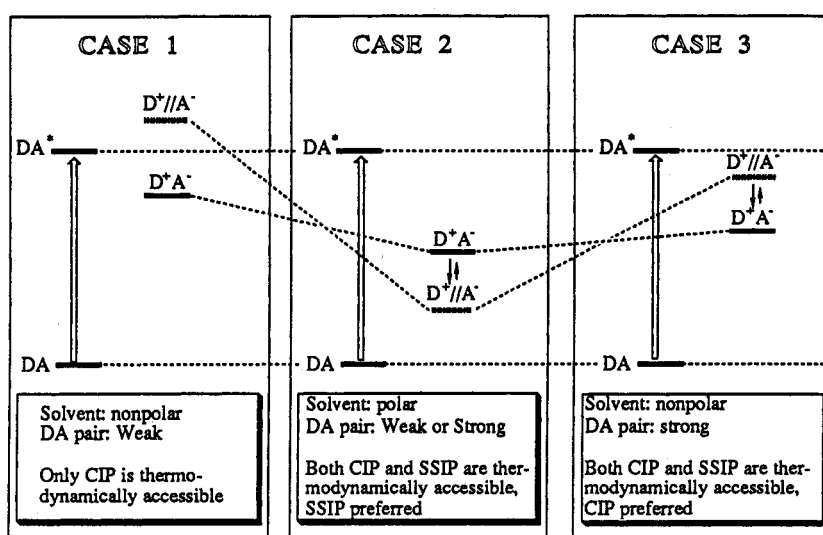 CASE 1
D⁺//A⁻
DA*
D⁺A⁻
DA
Solvent: nonpolar
DA pair: Weak
Only CIP is thermo-
dynamically accessible
CASE 2
DA*
D⁺A⁻
D⁺//A⁻
DA
Solvent: polar
DA pair: Weak or Strong
Both CIP and SSIP are ther-
modynamically accessible,
SSIP preferred
CASE 3
DA*
D⁺//A⁻
D⁺A⁻
DA
Solvent: nonpolar
DA pair: strong
Both CIP and SSIP are ther-
modynamically accessible,
CIP preferred